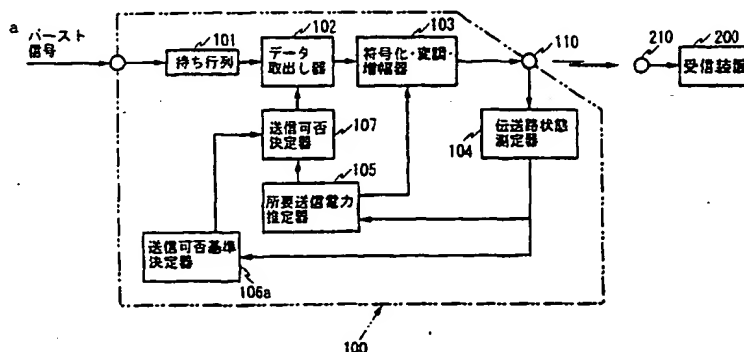 a
バースト
信号
101
待ち行列
102
データ
取出し器
103
符号化・変調・
増幅器
110
210
200
受信装置
送信可否
決定器
107
伝送路状態
測定器
104
105
所要送信電力
推定器
送信可否基準
決定器
106a
100